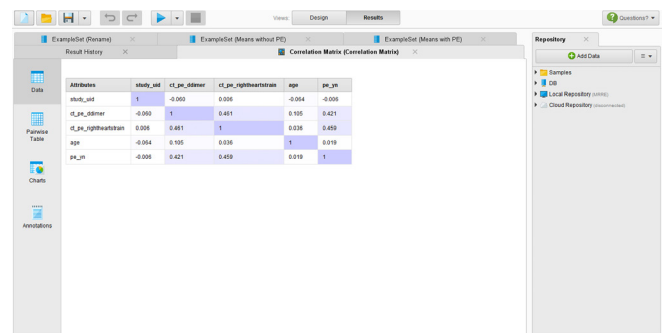 Views: Design Results Questions?
ExampleSet (Rename) ExampleSet (Means without PE) ExampleSet (Means with PE)
Result History Correlation Matrix (Correlation Matrix)
Repository
Add Data
Samples
DB
Local Repository (MRRE)
Cloud Repository (disconnected)
Data
Pairwise Table
Charts
Annotations
Attributes study_uid ct_pe_ddimer ct_pe_rightheartstrain age pe_yn
study_uid 1 -0.060 0.006 -0.064 -0.006
ct_pe_ddimer -0.060 1 0.461 0.105 0.421
ct_pe_rightheartstrain 0.006 0.461 1 0.036 0.459
age -0.064 0.105 0.036 1 0.019
pe_yn -0.006 0.421 0.459 0.019 1